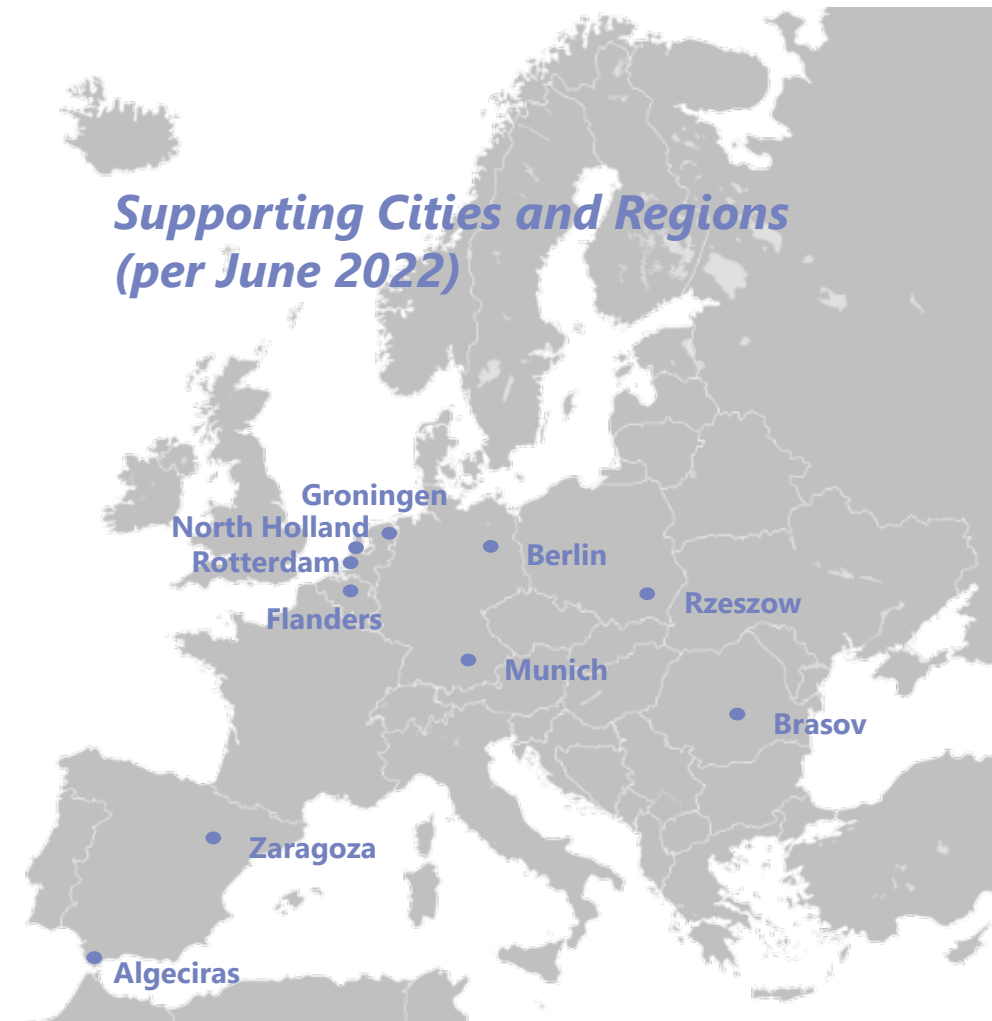 Supporting Cities and Regions
(per June 2022)
Groningen
North Holland
Rotterdam
Berlin
Flanders
Rzeszow
Munich
Brasov
Zaragoza
Algeciras